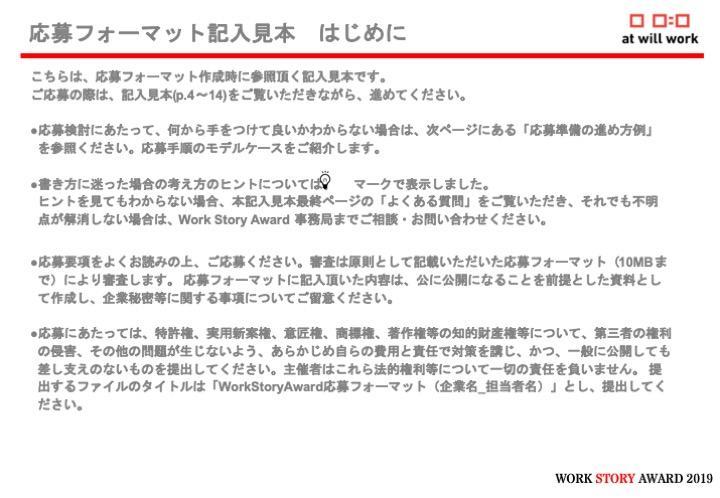 応募フォーマット記入見本　はじめに
at will work
こちらは、応募フォーマット作成時に参照頂く記入見本です。
ご応募の際は、記入見本(p.4～14)をご覧いただきながら、進めてください。
●応募検討にあたって、何から手をつけて良いかわからない場合は、次ページにある「応募準備の進め方例」
を参照ください。応募手順のモデルケースをご紹介します。
●書き方に迷った場合の考え方のヒントについては　　マークで表示しました。
ヒントを見てもわからない場合、本記入見本最終ページの「よくある質問」をご覧いただき、それでも不明
点が解消しない場合は、Work Story Award 事務局までご相談・お問い合わせください。
●応募要項をよくお読みの上、ご応募ください。審査は原則として記載いただいた応募フォーマット（10MBま
で）により審査します。 応募フォーマットに記入頂いた内容は、公に公開になることを前提とした資料とし
て作成し、企業秘密等に関する事項についてご留意ください。
●応募にあたっては、特許権、実用新案権、意匠権、商標権、著作権等の知的財産権等について、第三者の権利
の侵害、その他の問題が生じないよう、あらかじめ自らの費用と責任で対策を講じ、かつ、一般に公開しても
差し支えのないものを提出してください。主催者はこれら法的権利等について一切の責任を負いません。 提
出するファイルのタイトルは「WorkStoryAward応募フォーマット（企業名_担当者名）」とし、提出してく
ださい。
WORK STORY AWARD 2019